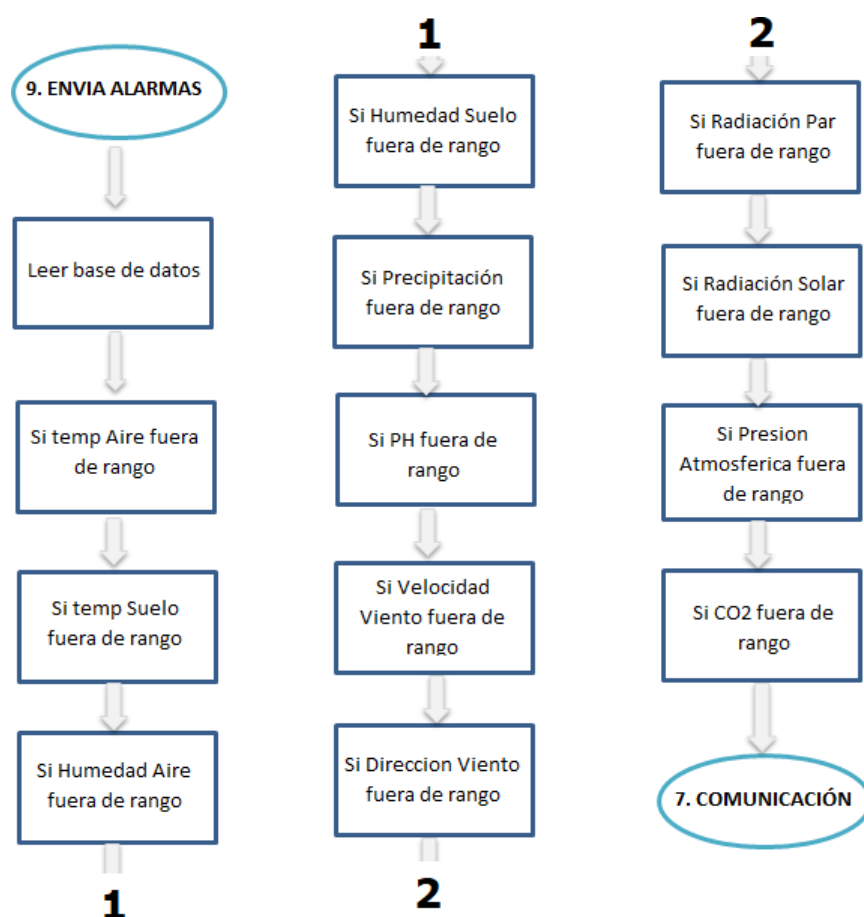 9. ENVIA ALARMAS
Leer base de datos
Si temp Aire fuera
de rango
Si temp Suelo
fuera de rango
Si Humedad Aire
fuera de rango
1
1
Si Humedad Suelo
fuera de rango
Si Precipitación
fuera de rango
Si PH fuera de
rango
Si Velocidad
Viento fuera de
rango
Si Direccion Viento
fuera de rango
2
2
Si Radiación Par
fuera de rango
Si Radiación Solar
fuera de rango
Si Presion
Atmosferica fuera
de rango
Si CO2 fuera de
rango
7. COMUNICACIÓN